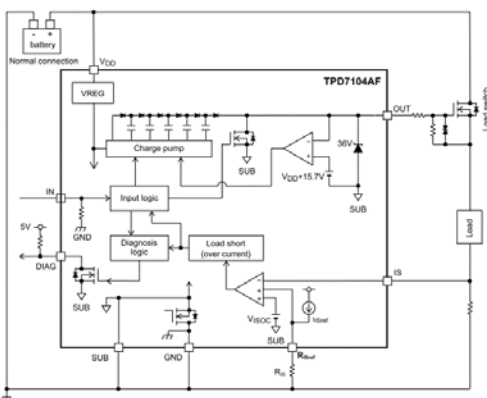 - +
battery
Normal connection
VDD
TPD7104AF
VREG
OUT
Load switch
Charge pump
SUB
36V
VDD+15.7V
SUB
IN
Input logic
GND
5V
Diagnosis logic
Load short
(over current)
Load
DIAG
IS
SUB
VISOC
SUB
SUB
GND
RIS